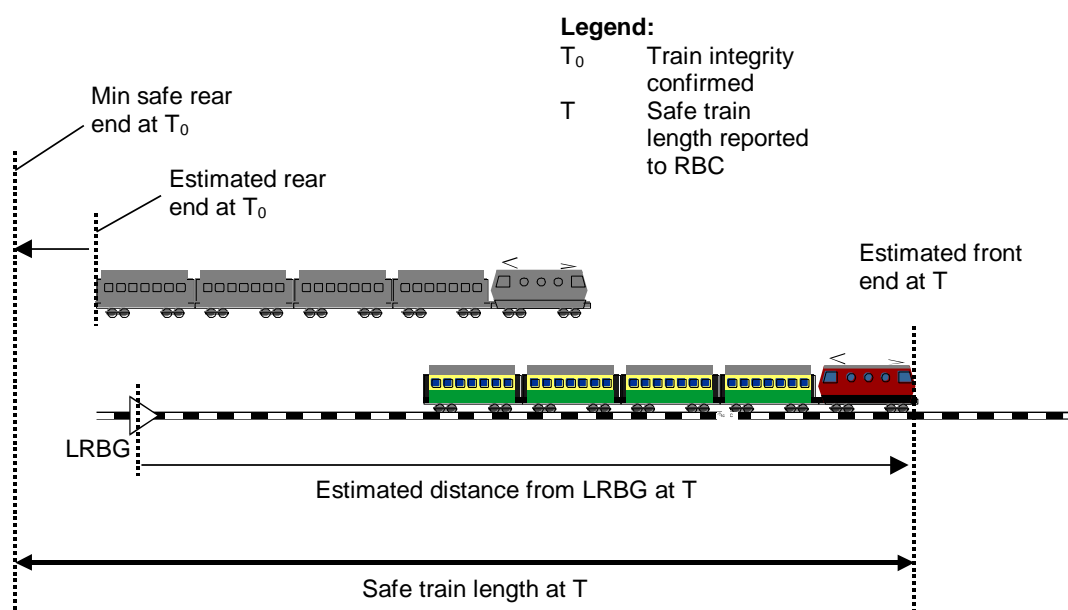 Legend:
T₀ Train integrity
confirmed
T Safe train
length reported
to RBC
Min safe rear
end at T₀
Estimated rear
end at T₀
Estimated front
end at T
LRBG
Estimated distance from LRBG at T
Safe train length at T